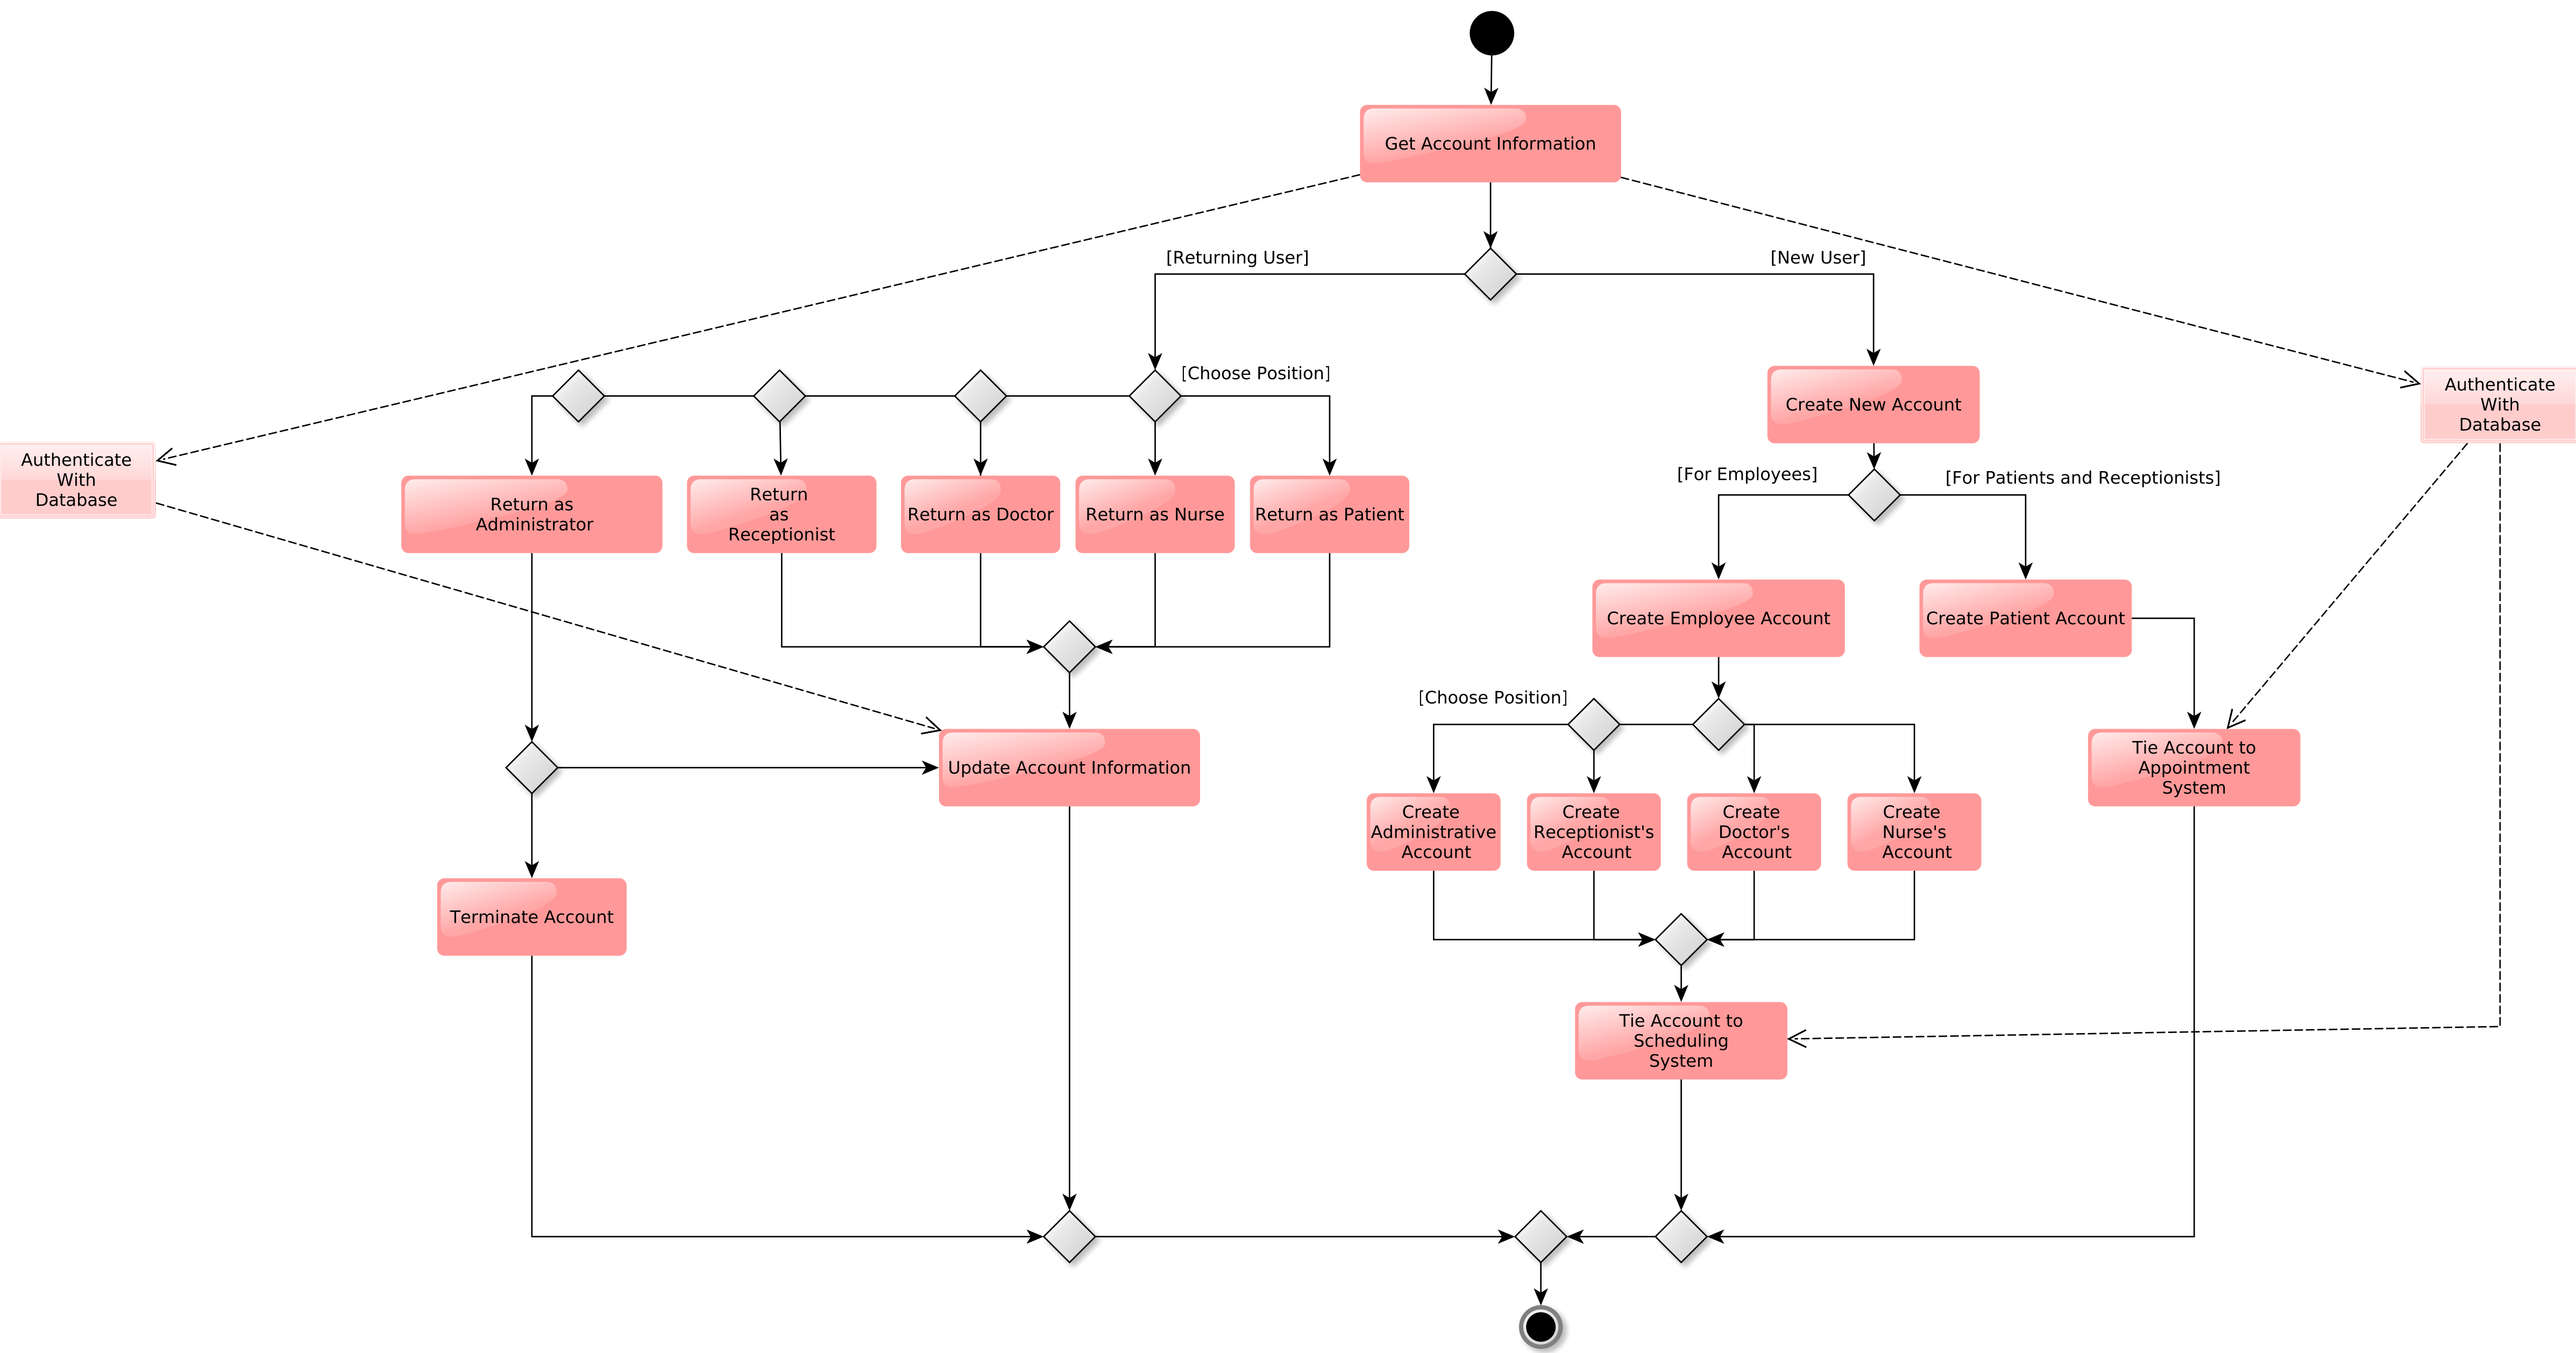 Get Account Information
[Returning User]
[New User]
[Choose Position]
Authenticate
With
Database
Create New Account
Authenticate
With
Database
[For Employees]
[For Patients and Receptionists]
Return as
Administrator
Return
as
Receptionist
Return as Doctor
Return as Nurse
Return as Patient
Create Employee Account
Create Patient Account
[Choose Position]
Update Account Information
Tie Account to
Appointment
System
Create
Administrative
Account
Create
Receptionist's
Account
Create
Doctor's
Account
Create
Nurse's
Account
Terminate Account
Tie Account to
Scheduling
System